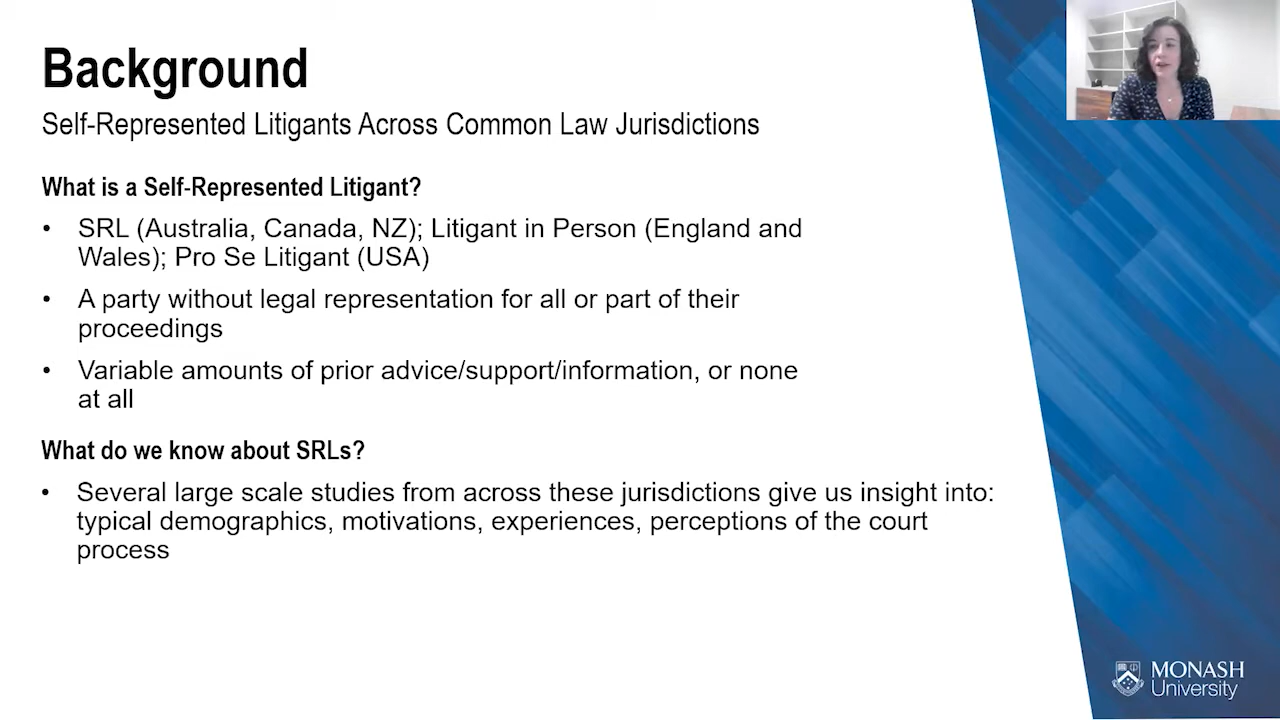 Background
Self-Represented Litigants Across Common Law Jurisdictions
What is a Self-Represented Litigant?
• SRL (Australia, Canada, NZ); Litigant in Person (England and
Wales); Pro Se Litigant (USA)
• A party without legal representation for all or part of their
proceedings
• Variable amounts of prior advice/support/information, or none
at all
What do we know about SRLs?
• Several large scale studies from across these jurisdictions give us insight into:
typical demographics, motivations, experiences, perceptions of the court
process
MONASH
University